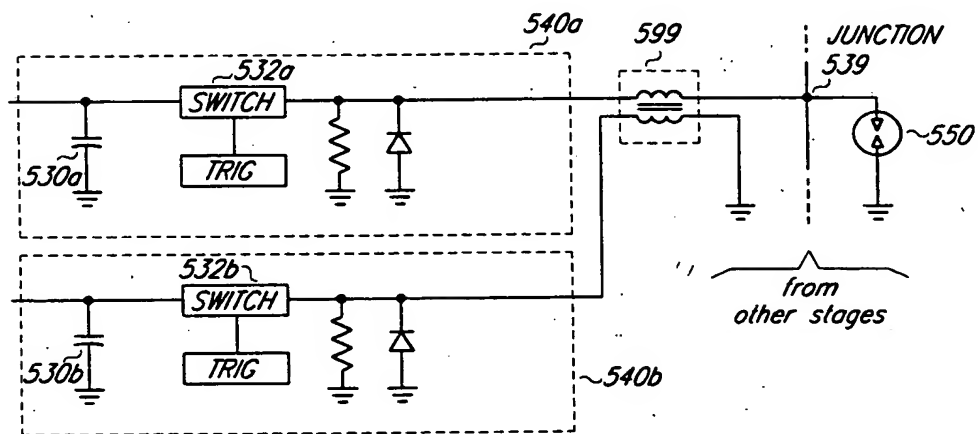 540a
599
JUNCTION
532a
539
SWITCH
550
530a
TRIG
532b
SWITCH
from
other stages
530b
TRIG
540b